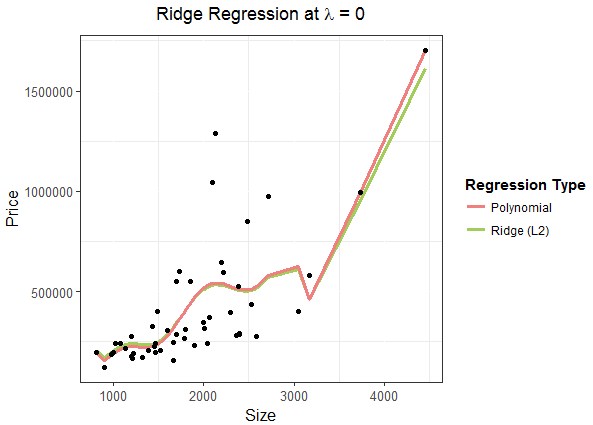 Ridge Regression at λ = 0
1500000
1000000
500000
Price
1000 2000 3000 4000
Size
Regression Type
Polynomial
Ridge (L2)